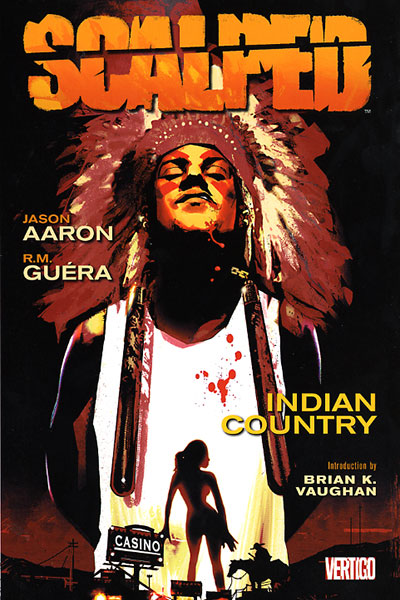 SCALPED
TM
JASON
AARON
R.M.
GUÉRA
INDIAN
COUNTRY
Introduction by
BRIAN K.
VAUGHAN
CASINO
VERTIGO